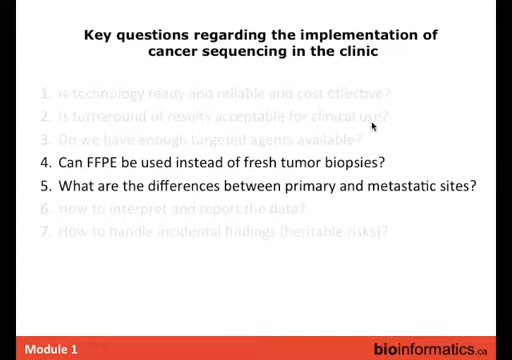 Key questions regarding the implementation of
cancer sequencing in the clinic
1. Is technology ready and reliable and cost effective?
2. Is turnaround of results acceptable for clinical use?
3. Do we have enough targeted agents available?
4. Can FFPE be used instead of fresh tumor biopsies?
5. What are the differences between primary and metastatic sites?
6. How to interpret and report the data?
7. How to handle incidental findings (heritable risks)?
Module 1
bioinformatics.ca